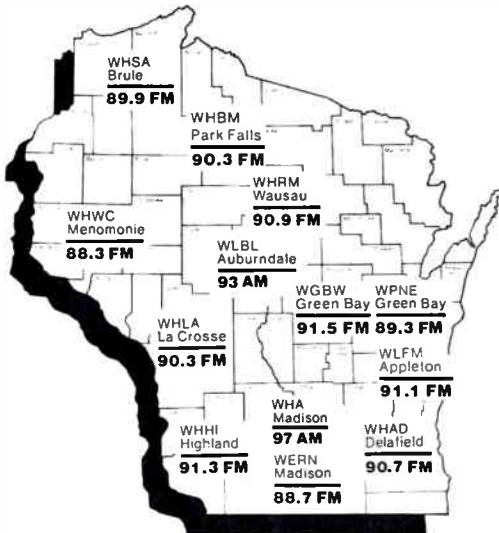 WHSA
Brule
89.9 FM
WHBM
Park Falls
90.3 FM
WHRM
Wausau
90.9 FM
WHWC
Menomonie
88.3 FM
WLBL
Auburndale
93 AM
WGBW
Green Bay
91.5 FM
WPNE
Green Bay
89.3 FM
WHLA
La Crosse
90.3 FM
WLFM
Appleton
91.1 FM
WHA
Madison
97 AM
WHHI
Highland
91.3 FM
WERN
Madison
88.7 FM
WHAD
Delafield
90.7 FM